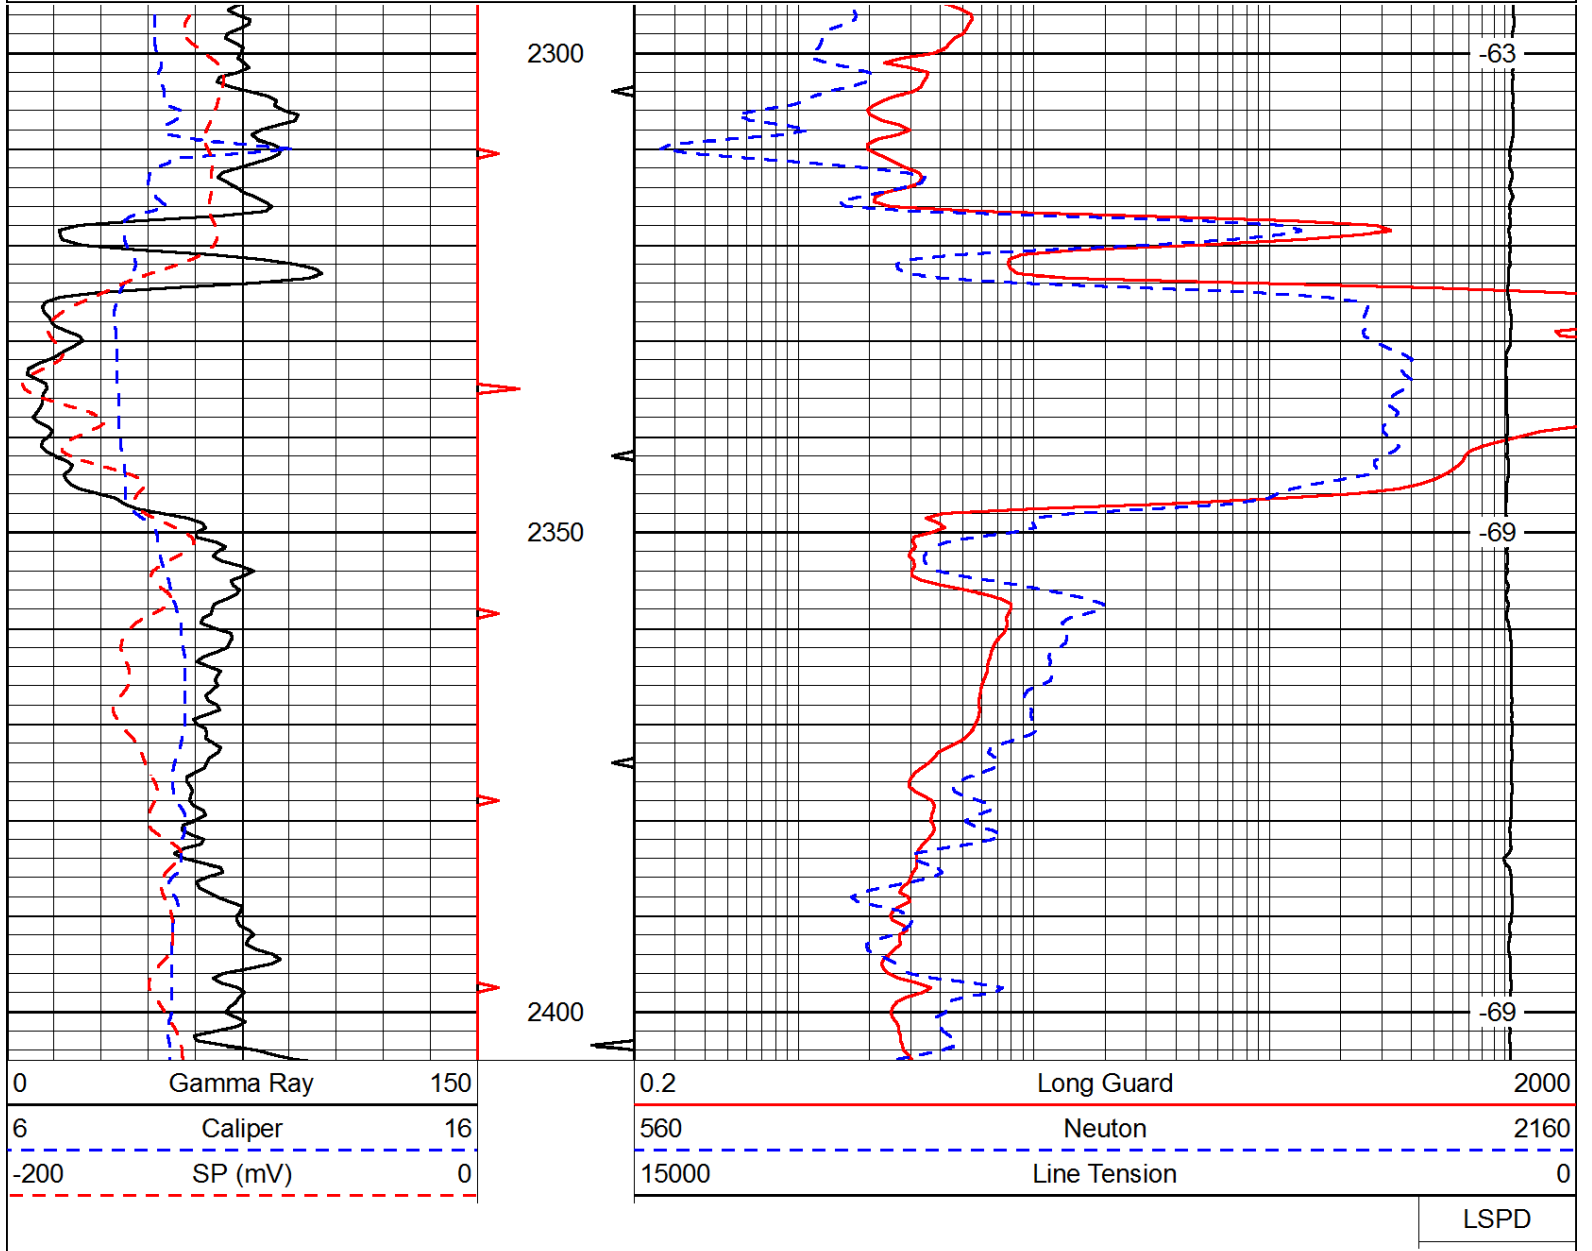 2300
-63
2350
-69
2400
-69
0 Gamma Ray 150
0.2 Long Guard 2000
6 Caliper 16
560 Neuton 2160
-200 SP (mV) 0
15000 Line Tension 0
LSPD